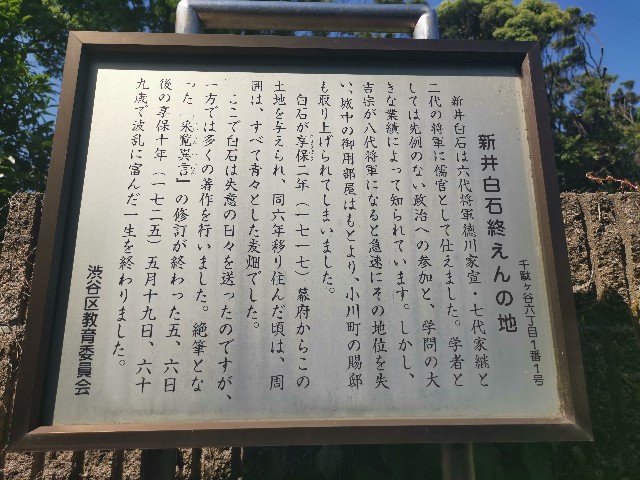 新井白石終えんの地
千駄ヶ谷六丁目1番1号
新井白石は六代将軍徳川家宣・七代家継と
二代の将軍に儒官として仕えました。学者と
しては先例のない政治への参加と、学問の大
きな業績によって知られています。しかし、
吉宗が八代将軍になると急速にその地位を失
い、城中の御用部屋はもとより、小川町の賜邸
も取り上げられてしまいました。
白石が享保二年（一七一七）幕府からこの
土地を与えられ、同六年移り住んだ頃は、周
囲は、すべて青々とした麦畑でした。
ここで白石は失意の日々を送ったのですが、
一方では多くの著作を行いました。絶筆とな
った『采覧異言』の修訂が終わった五、六日
後の享保十年（一七二五）五月十九日、六十
九歳で波乱に富んだ一生を終わりました。
渋谷区教育委員会